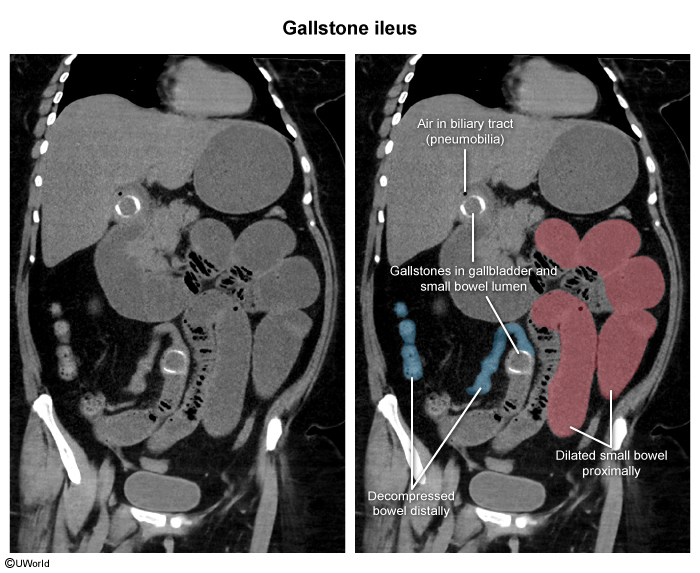 Gallstone ileus
Air in biliary tract
(pneumobilia)
Gallstones in gallbladder and
small bowel lumen
Dilated small bowel
proximally
Decompressed
bowel distally
©UWorld